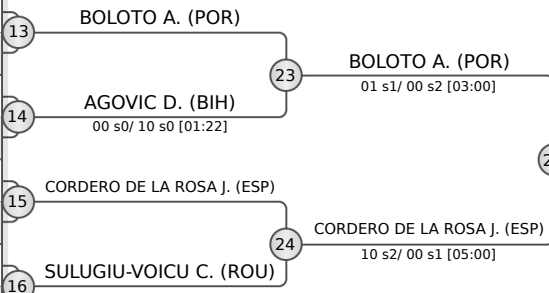 BOLOTO A. (POR)
13
23
BOLOTO A. (POR)
01 s1/ 00 s2 [03:00]
AGOVIC D. (BIH)
14
00 s0/ 10 s0 [01:22]
CORDERO DE LA ROSA J. (ESP)
15
24
CORDERO DE LA ROSA J. (ESP)
10 s2/ 00 s1 [05:00]
SULUGIU-VOICU C. (ROU)
16